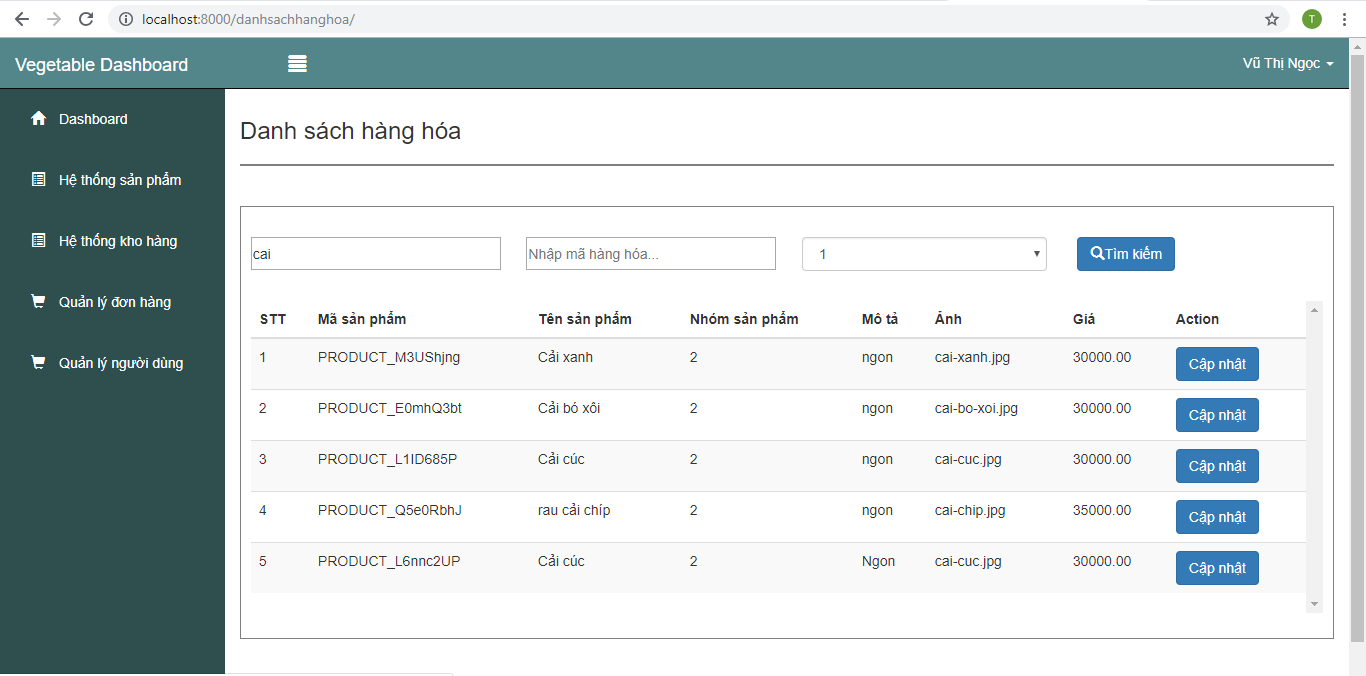 localhost:8000/danhsachhanghoa/
T
Vegetable Dashboard
Vũ Thị Ngọc
Dashboard
Hệ thống sản phẩm
Hệ thống kho hàng
Quản lý đơn hàng
Quản lý người dùng
Danh sách hàng hóa
cai
Nhập mã hàng hóa...
1
Tìm kiếm
STT Mã sản phẩm Tên sản phẩm Nhóm sản phẩm Mô tả Ảnh Giá Action
1 PRODUCT_M3UShjng Cải xanh 2 ngon cai-xanh.jpg 30000.00 Cập nhật
2 PRODUCT_E0mhQ3bt Cải bó xôi 2 ngon cai-bo-xoi.jpg 30000.00 Cập nhật
3 PRODUCT_L1ID685P Cải cúc 2 ngon cai-cuc.jpg 30000.00 Cập nhật
4 PRODUCT_Q5e0RbhJ rau cải chíp 2 ngon cai-chip.jpg 35000.00 Cập nhật
5 PRODUCT_L6nnc2UP Cải cúc 2 Ngon cai-cuc.jpg 30000.00 Cập nhật